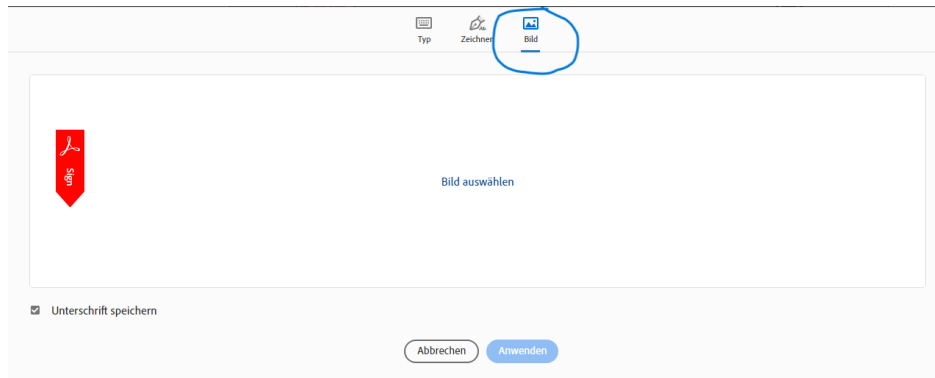 Typ Zeichnen Bild
Sign
Bild auswählen
Unterschrift speichern
Abbrechen Anwenden